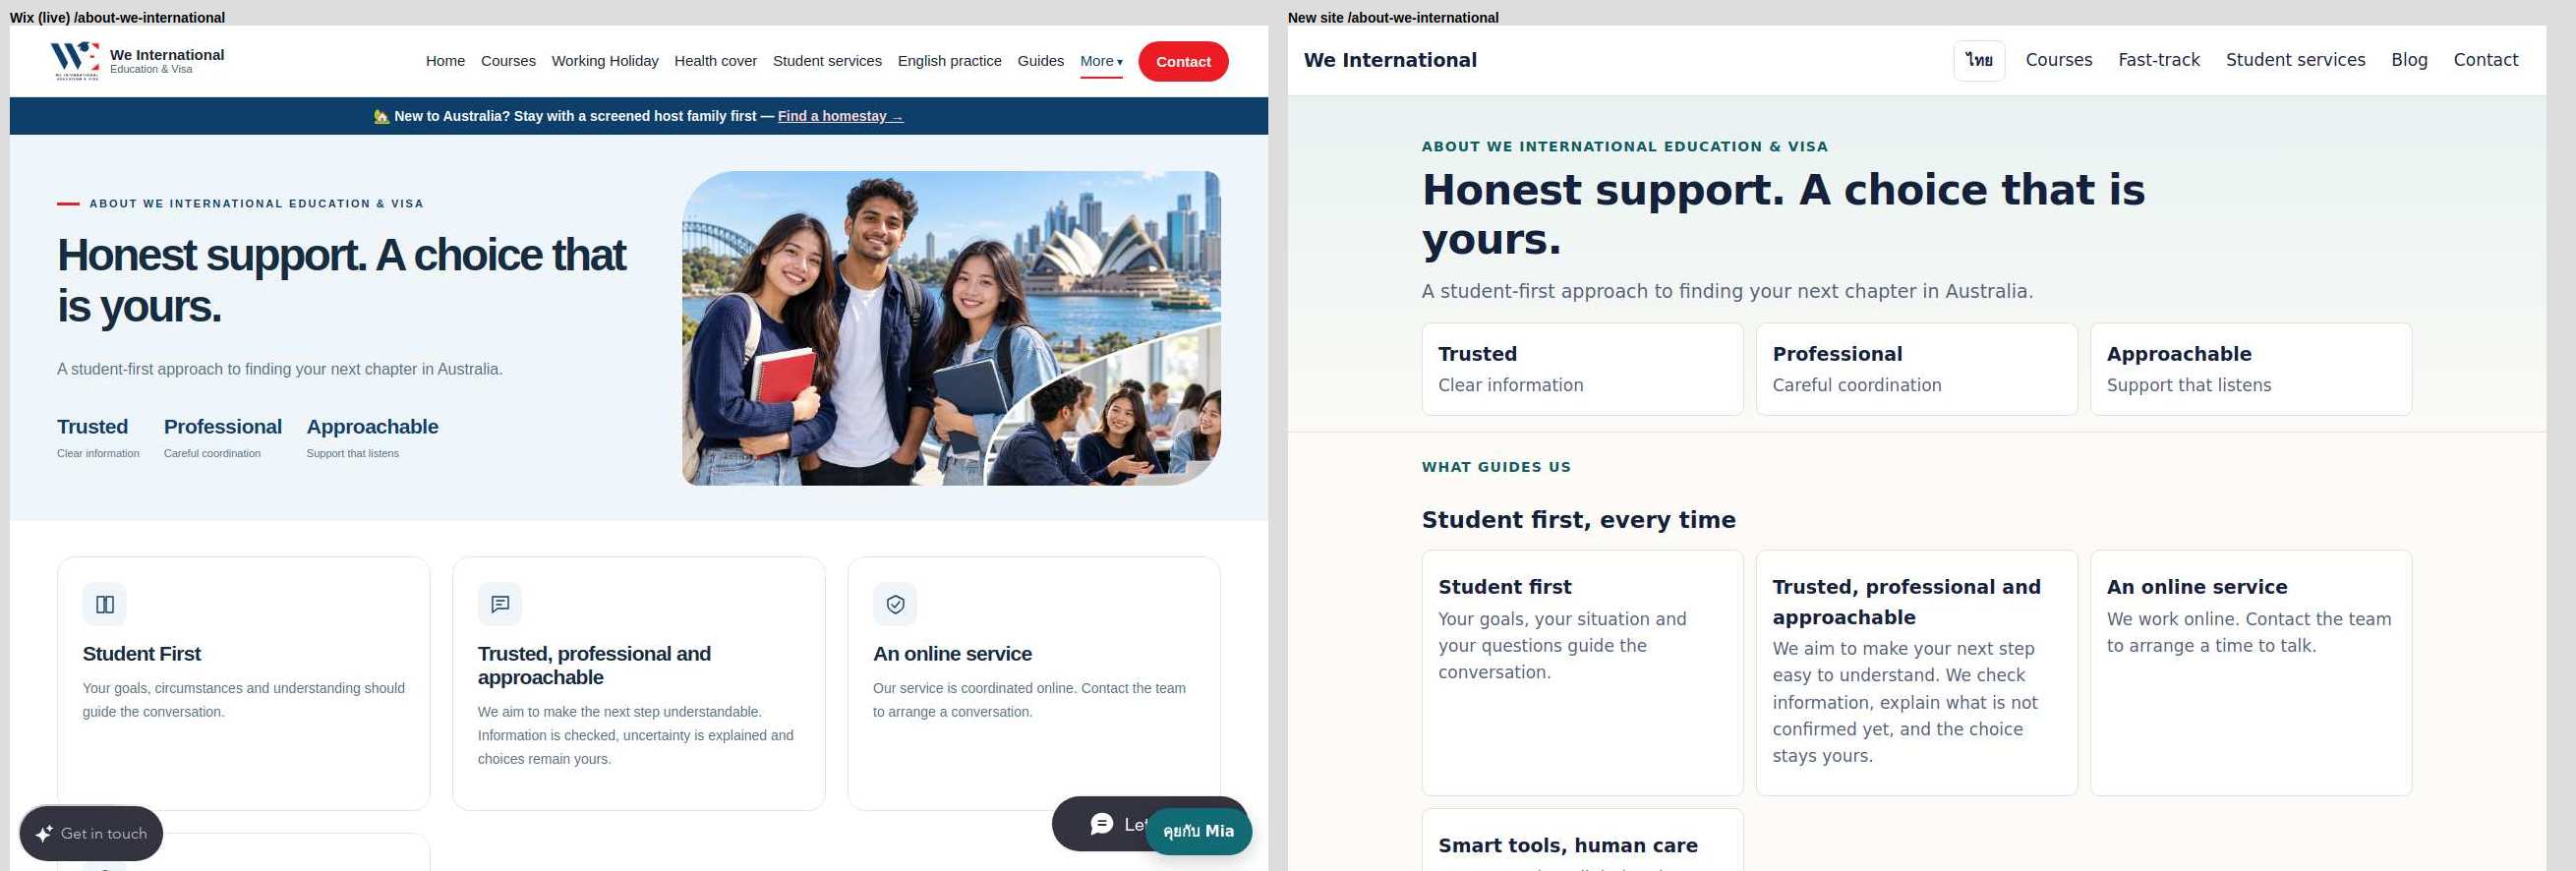 Wix (live) /about-we-international
We International
Education & Visa
Home Courses Working Holiday Health cover Student services English practice Guides More ▾ Contact
🏡 New to Australia? Stay with a screened host family first — Find a homestay →
ABOUT WE INTERNATIONAL EDUCATION & VISA
Honest support. A choice that
is yours.
A student-first approach to finding your next chapter in Australia.
Trusted Professional Approachable
Clear information Careful coordination Support that listens
Student First
Your goals, circumstances and understanding should
guide the conversation.
Trusted, professional and
approachable
We aim to make the next step understandable.
Information is checked, uncertainty is explained and
choices remain yours.
An online service
Our service is coordinated online. Contact the team
to arrange a conversation.
Get in touch
คุยกับ Mia
New site /about-we-international
We International
ไทย Courses Fast-track Student services Blog Contact
ABOUT WE INTERNATIONAL EDUCATION & VISA
Honest support. A choice that is
yours.
A student-first approach to finding your next chapter in Australia.
Trusted
Clear information
Professional
Careful coordination
Approachable
Support that listens
WHAT GUIDES US
Student first, every time
Student first
Your goals, your situation and
your questions guide the
conversation.
Trusted, professional and
approachable
We aim to make your next step
easy to understand. We check
information, explain what is not
confirmed yet, and the choice
stays yours.
An online service
We work online. Contact the team
to arrange a time to talk.
Smart tools, human care